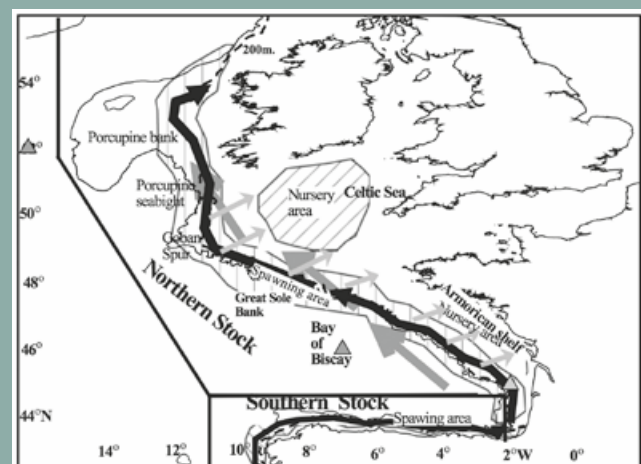 200m.
54°
Porcupine bank
52°
Porcupine
seabight
Nursery
area
Celtic Sea
50°
Goban
Spur
Spawning area
48°
Great Sole
Bank
Northern Stock
Armorican shelf
Nursery area
Bay
of
Biscay
46°
Southern Stock
44°N
Spawing area
14°
12°
10°
8°
6°
4°
2°W
0°